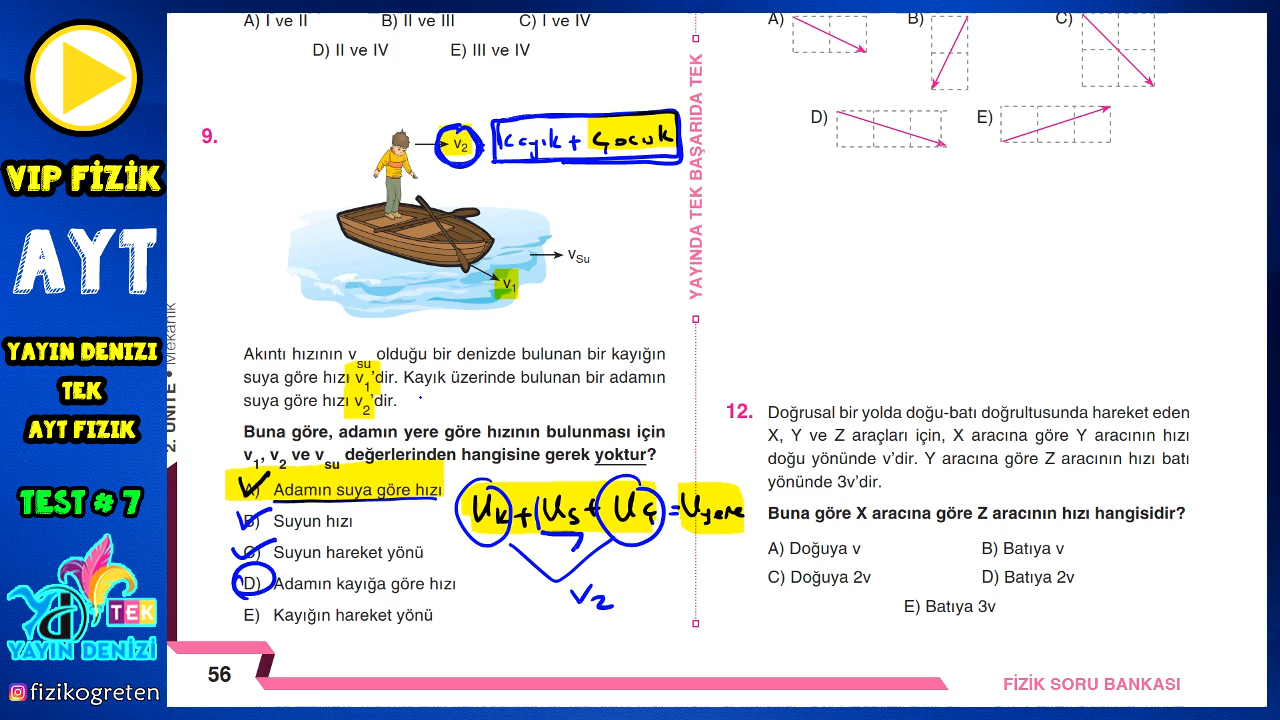 VIP FİZİK
AYT
YAYIN DENIZI
TEK
AYT FIZIK
TEST # 7
TEK
YAYIN DENİZİ
fizikogreten
2. ÜNİTE • Mekanik
A) I ve II B) II ve III C) I ve IV
D) II ve IV E) III ve IV
9.
v2 = Kayık + Çocuk
vSu
v1
Akıntı hızının vsu olduğu bir denizde bulunan bir kayığın
suya göre hızı v1'dir. Kayık üzerinde bulunan bir adamın
suya göre hızı v2'dir.
Buna göre, adamın yere göre hızının bulunması için
v1, v2 ve vsu değerlerinden hangisine gerek yoktur?
A) Adamın suya göre hızı
B) Suyun hızı
C) Suyun hareket yönü
D) Adamın kayığa göre hızı
E) Kayığın hareket yönü
UK + US + UÇ = Uyere
V2
56
YAYINDA TEK BAŞARIDA TEK
A) B) C)
D) E)
12.
Doğrusal bir yolda doğu-batı doğrultusunda hareket eden
X, Y ve Z araçları için, X aracına göre Y aracının hızı
doğu yönünde v'dir. Y aracına göre Z aracının hızı batı
yönünde 3v'dir.
Buna göre X aracına göre Z aracının hızı hangisidir?
A) Doğuya v B) Batıya v
C) Doğuya 2v D) Batıya 2v
E) Batıya 3v
FİZİK SORU BANKASI